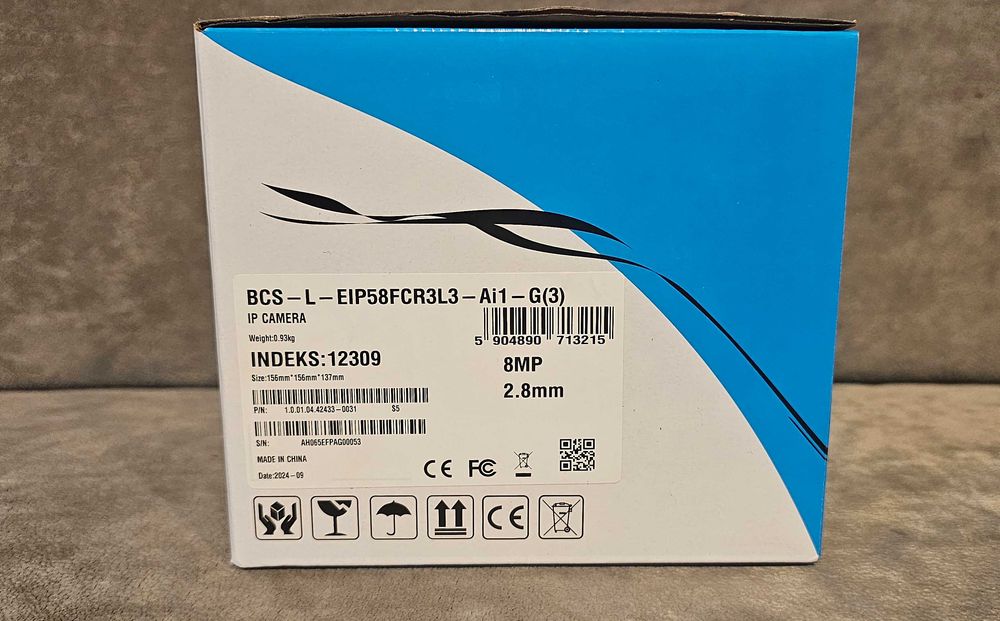 BCS-L-EIP58FCR3L3-Ai1-G(3)
IP CAMERA
Weight:0.93kg
5 904890 713215
INDEKS:12309
8MP
Size:156mm*156mm*137mm
2.8mm
P/N: 1.0.01.04.42433-0031 S5
S/N: AH065EFPAG00053
MADE IN CHINA
Date:2024-09
CE FC
CE